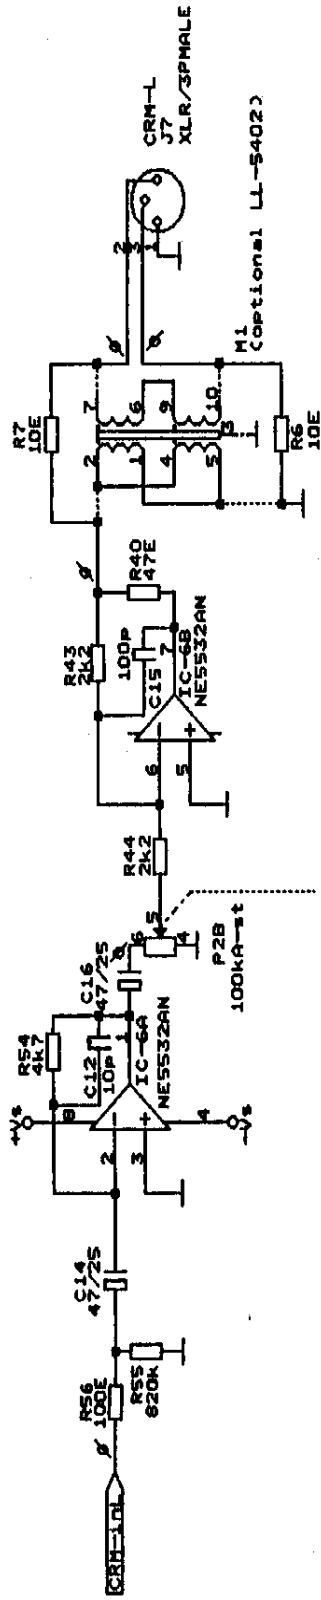 CRM-inL
R56
100E
R55
820k
C14
47/25
+Vs
8
2
3
4
-Vs
R54
4k7
C12
10p
1
IC-6A
NE5532AN
C16
47/25
6
5
4
P2B
100kA-st
R44
2k2
6
5
R43
2k2
100p
C15
7
IC-6B
NE5532AN
R40
47E
R7
10E
2
1
4
5
7
6
9
10
3
R6
10E
M1
(optional LL-5402)
2
3
1
CRM-L
J7
XLR/3PMALE